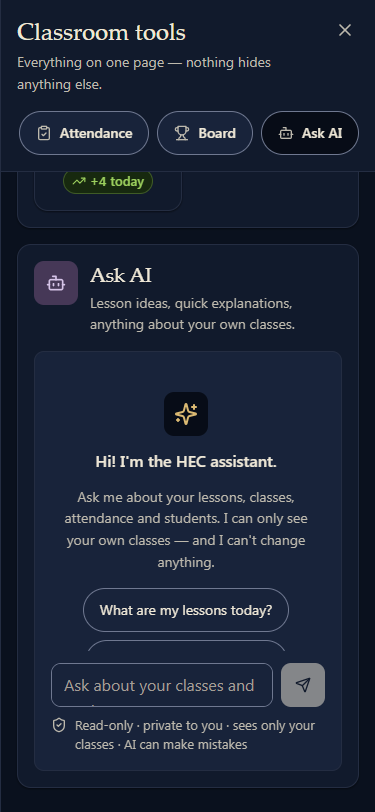 Classroom tools
Everything on one page — nothing hides
anything else.
Attendance
Board
Ask AI
+4 today
Ask AI
Lesson ideas, quick explanations,
anything about your own classes.
Hi! I'm the HEC assistant.
Ask me about your lessons, classes,
attendance and students. I can only see
your own classes — and I can't change
anything.
What are my lessons today?
Ask about your classes and
Read-only · private to you · sees only your
classes · AI can make mistakes